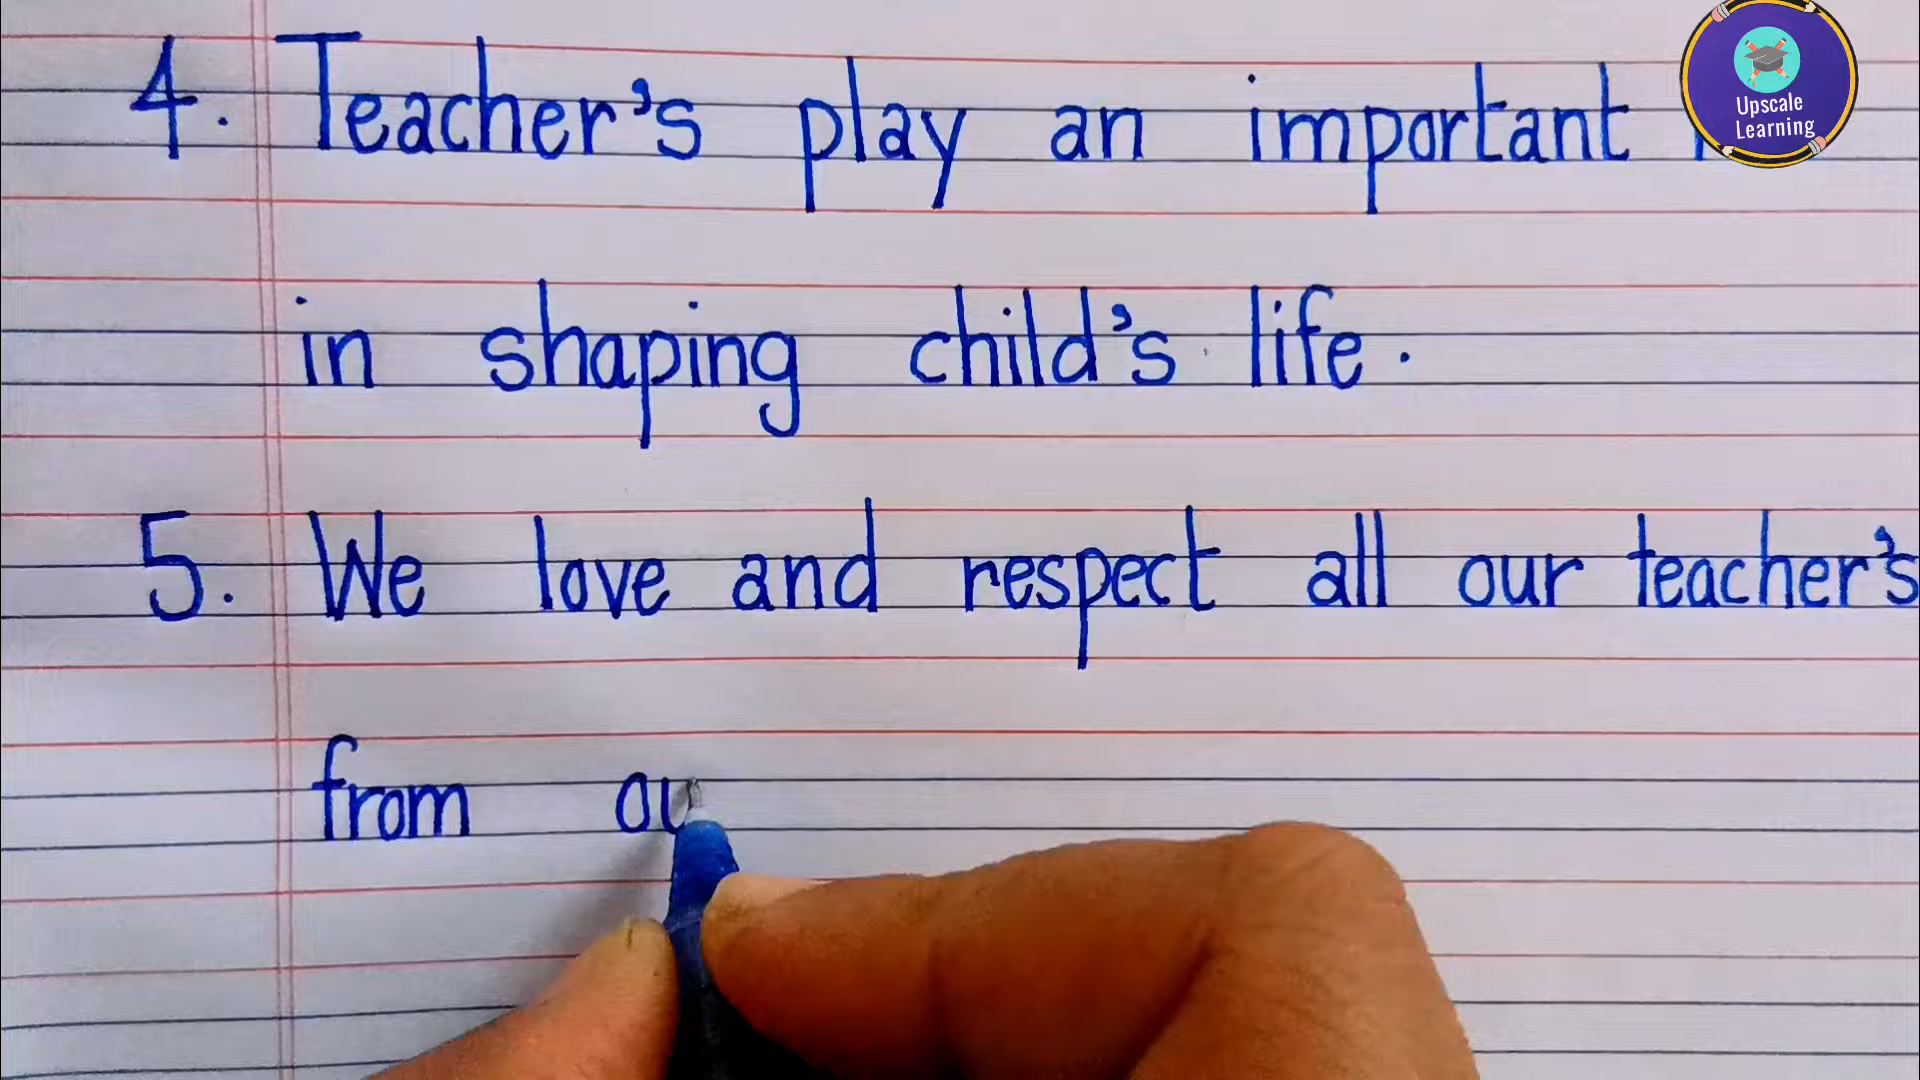 4. Teacher's play an important
in shaping child's life.
5. We love and respect all our teacher's
from ou
Upscale
Learning